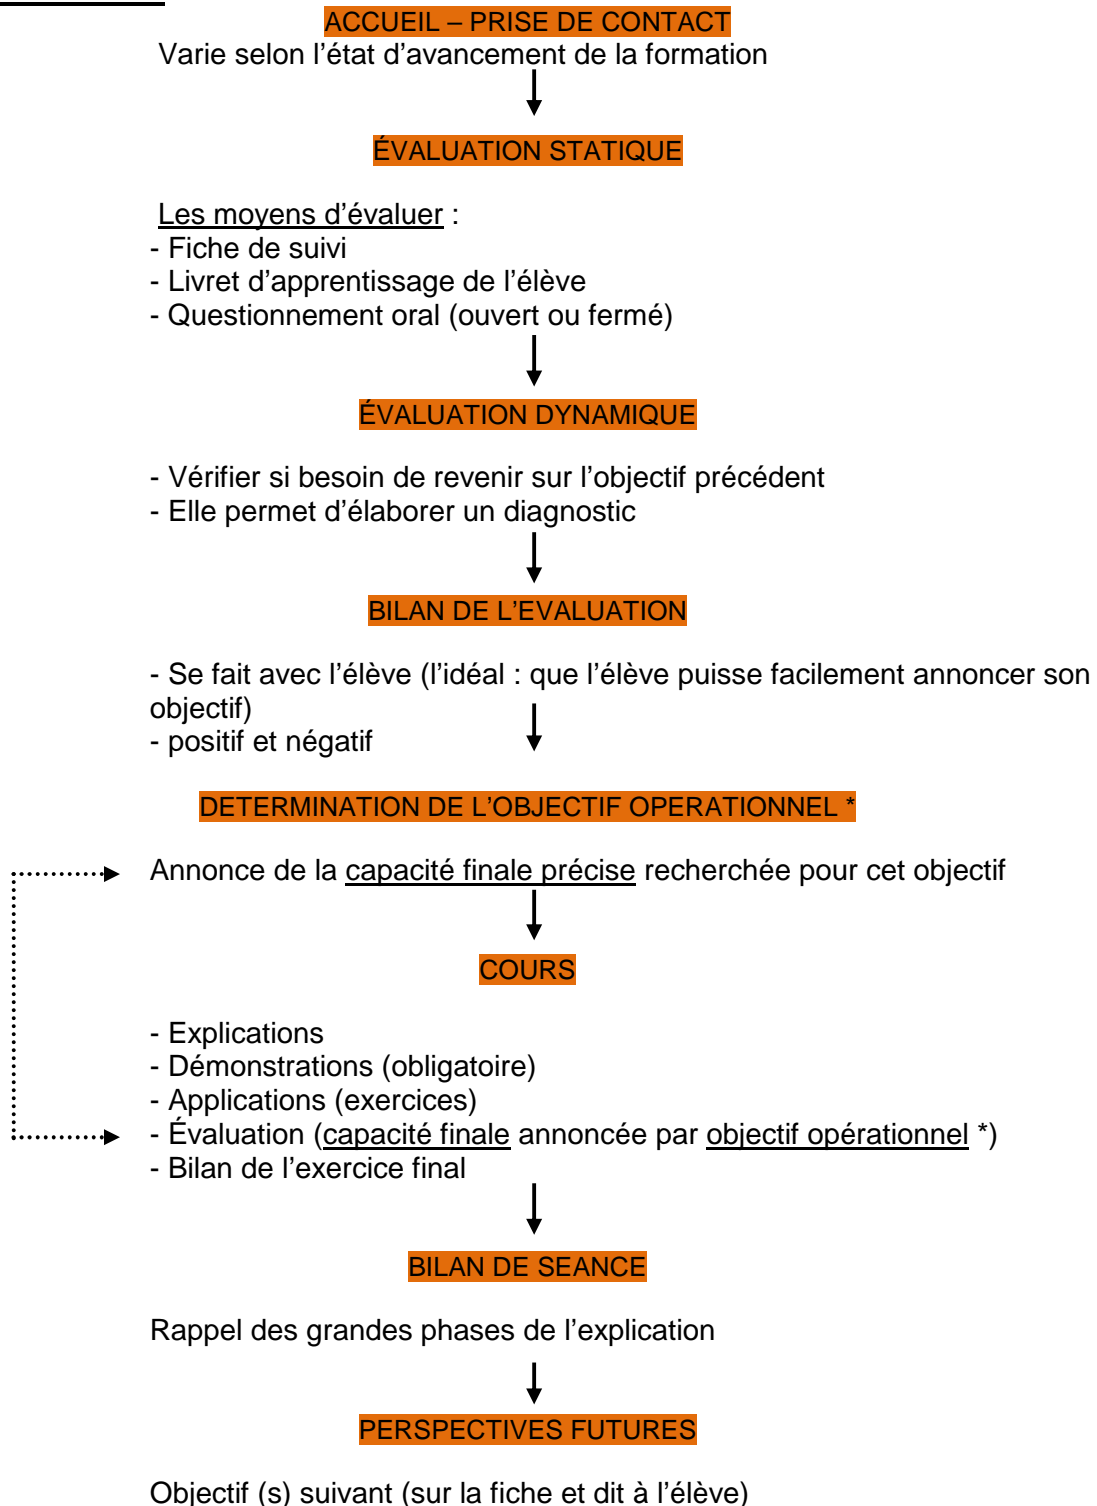 ACCUEIL – PRISE DE CONTACT
Varie selon l’état d’avancement de la formation
ÉVALUATION STATIQUE
Les moyens d’évaluer :
- Fiche de suivi
- Livret d’apprentissage de l’élève
- Questionnement oral (ouvert ou fermé)
ÉVALUATION DYNAMIQUE
- Vérifier si besoin de revenir sur l’objectif précédent
- Elle permet d’élaborer un diagnostic
BILAN DE L’EVALUATION
- Se fait avec l’élève (l’idéal : que l’élève puisse facilement annoncer son
objectif)
- positif et négatif
DETERMINATION DE L’OBJECTIF OPERATIONNEL *
Annonce de la capacité finale précise recherchée pour cet objectif
COURS
- Explications
- Démonstrations (obligatoire)
- Applications (exercices)
- Évaluation (capacité finale annoncée par objectif opérationnel *)
- Bilan de l’exercice final
BILAN DE SEANCE
Rappel des grandes phases de l’explication
PERSPECTIVES FUTURES
Objectif (s) suivant (sur la fiche et dit à l’élève)